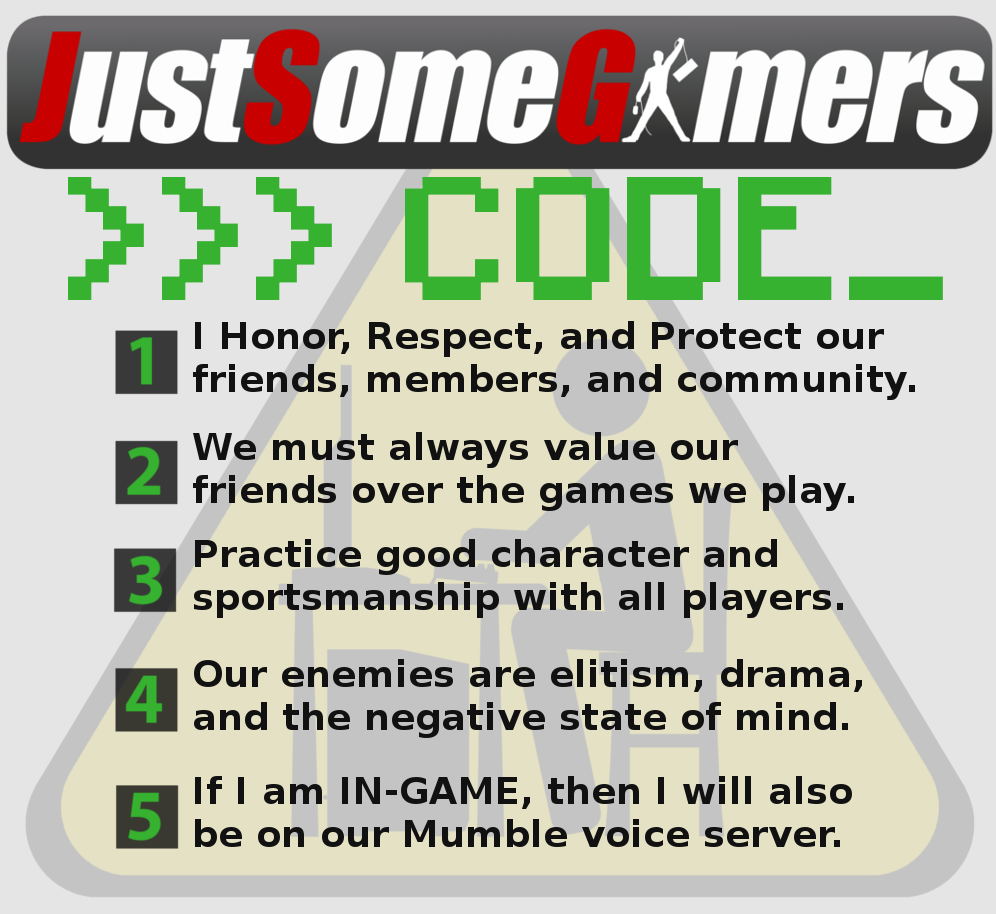 JustSomeGamers
>>> CODE_
1 I Honor, Respect, and Protect our
friends, members, and community.
2 We must always value our
friends over the games we play.
3 Practice good character and
sportsmanship with all players.
4 Our enemies are elitism, drama,
and the negative state of mind.
5 If I am IN-GAME, then I will also
be on our Mumble voice server.